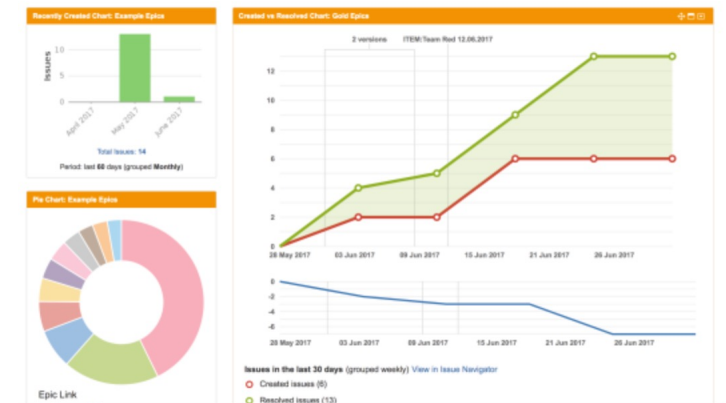 Recently Created Chart: Example Epics
Issues
10
5
0
April 2017
May 2017
June 2017
Total Issues: 14
Period: last 60 days (grouped Monthly)
Pie Chart: Example Epics
Epic Link
Created vs Resolved Chart: Gold Epics
2 versions
ITEM:Team Red 12.06.2017
12
10
8
6
4
2
0
28 May 2017 03 Jun 2017 09 Jun 2017 15 Jun 2017 21 Jun 2017 26 Jun 2017
0
-2
-4
-6
28 May 2017 03 Jun 2017 09 Jun 2017 15 Jun 2017 21 Jun 2017 26 Jun 2017
Issues in the last 30 days (grouped weekly) View in Issue Navigator
Created issues (6)
Resolved issues (13)